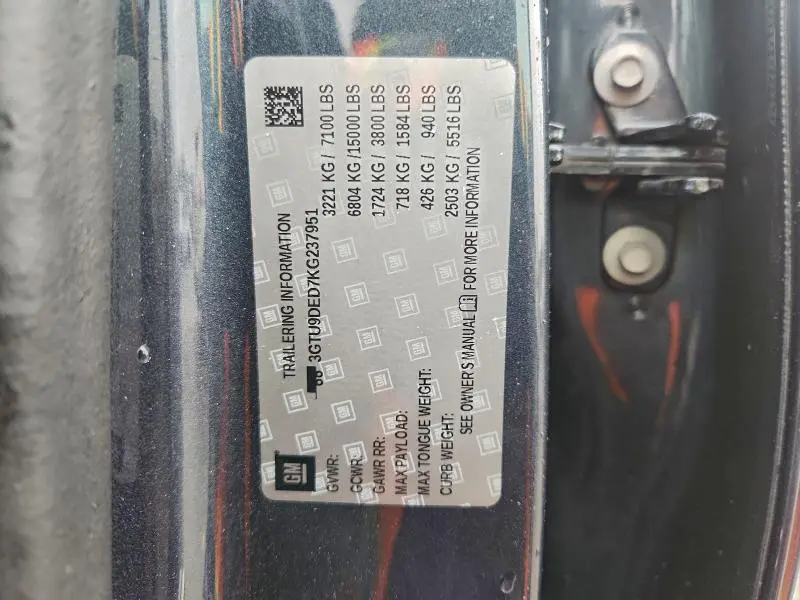 GM
TRAILERING INFORMATION
3GTU9DED7KG237951
GVWR: 3221 KG / 7100 LBS
GCWR: 6804 KG /15000 LBS
GAWR RR: 1724 KG / 3800 LBS
MAX PAYLOAD: 718 KG / 1584 LBS
MAX TONGUE WEIGHT: 426 KG / 940 LBS
CURB WEIGHT: 2503 KG / 5516 LBS
SEE OWNER'S MANUAL FOR MORE INFORMATION